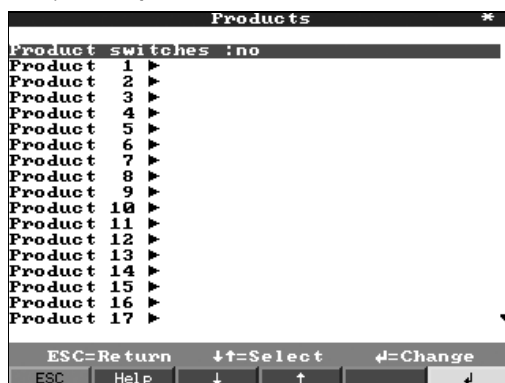 Products *
Product switches :no
Product 1 ►
Product 2 ►
Product 3 ►
Product 4 ►
Product 5 ►
Product 6 ►
Product 7 ►
Product 8 ►
Product 9 ►
Product 10 ►
Product 11 ►
Product 12 ►
Product 13 ►
Product 14 ►
Product 15 ►
Product 16 ►
Product 17 ►
ESC=Return ↓↑=Select ↲=Change
ESC Help ↓ ↑ ↲